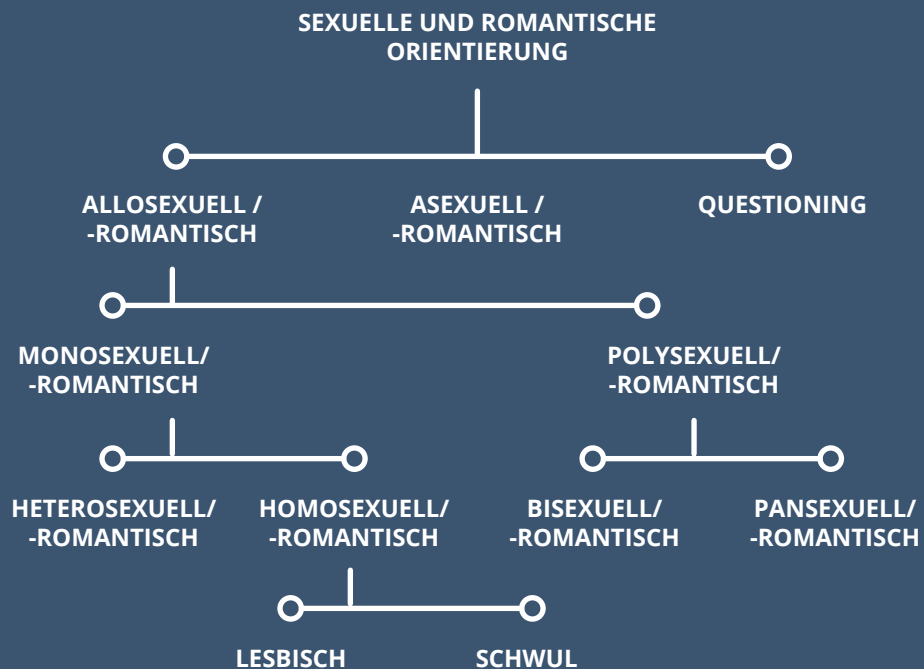 SEXUELLE UND ROMANTISCHE
ORIENTIERUNG
ALLOSEXUELL /
-ROMANTISCH
ASEXUELL /
-ROMANTISCH
QUESTIONING
MONOSEXUELL/
-ROMANTISCH
POLYSEXUELL/
-ROMANTISCH
HETEROSEXUELL/
-ROMANTISCH
HOMOSEXUELL/
-ROMANTISCH
BISEXUELL/
-ROMANTISCH
PANSEXUELL/
-ROMANTISCH
LESBISCH
SCHWUL